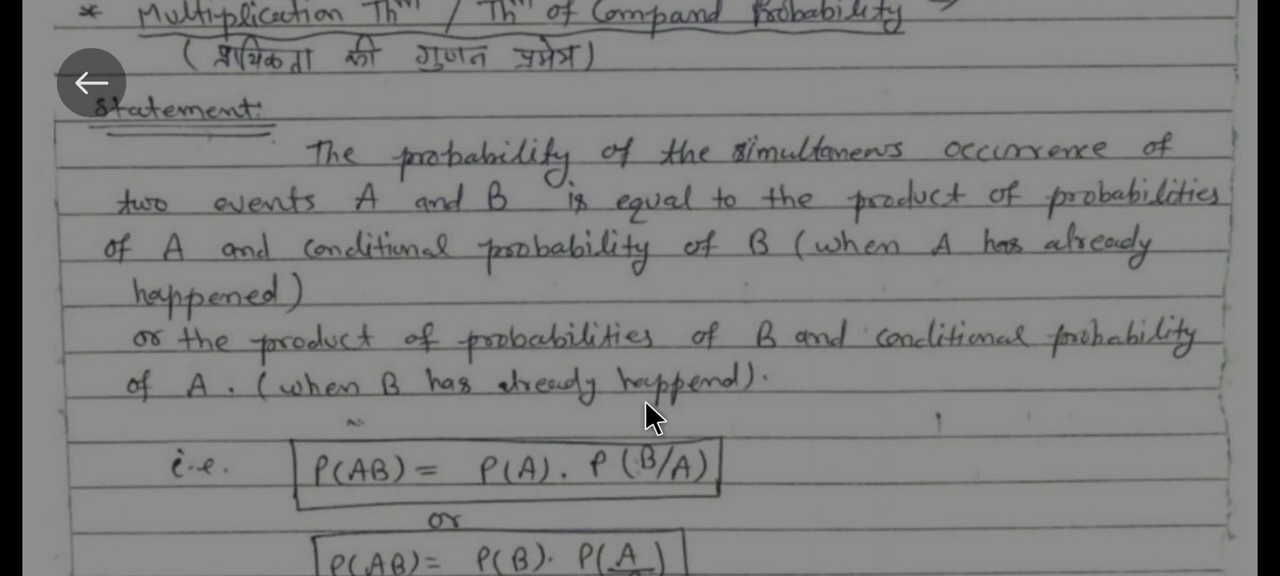 * Multiplication Thm / Thm of Compand Probability
(प्रायिकता की गुणन प्रमेय)
Statement:
The probability of the simultanews occurrence of
two events A and B is equal to the product of probabilities
of A and conditional probability of B (when A has already
happened)
or the product of probabilities of B and conditional probability
of A. (when B has already happend).
i.e. P(AB) = P(A). P(B/A)
or
P(AB) = P(B). P(A